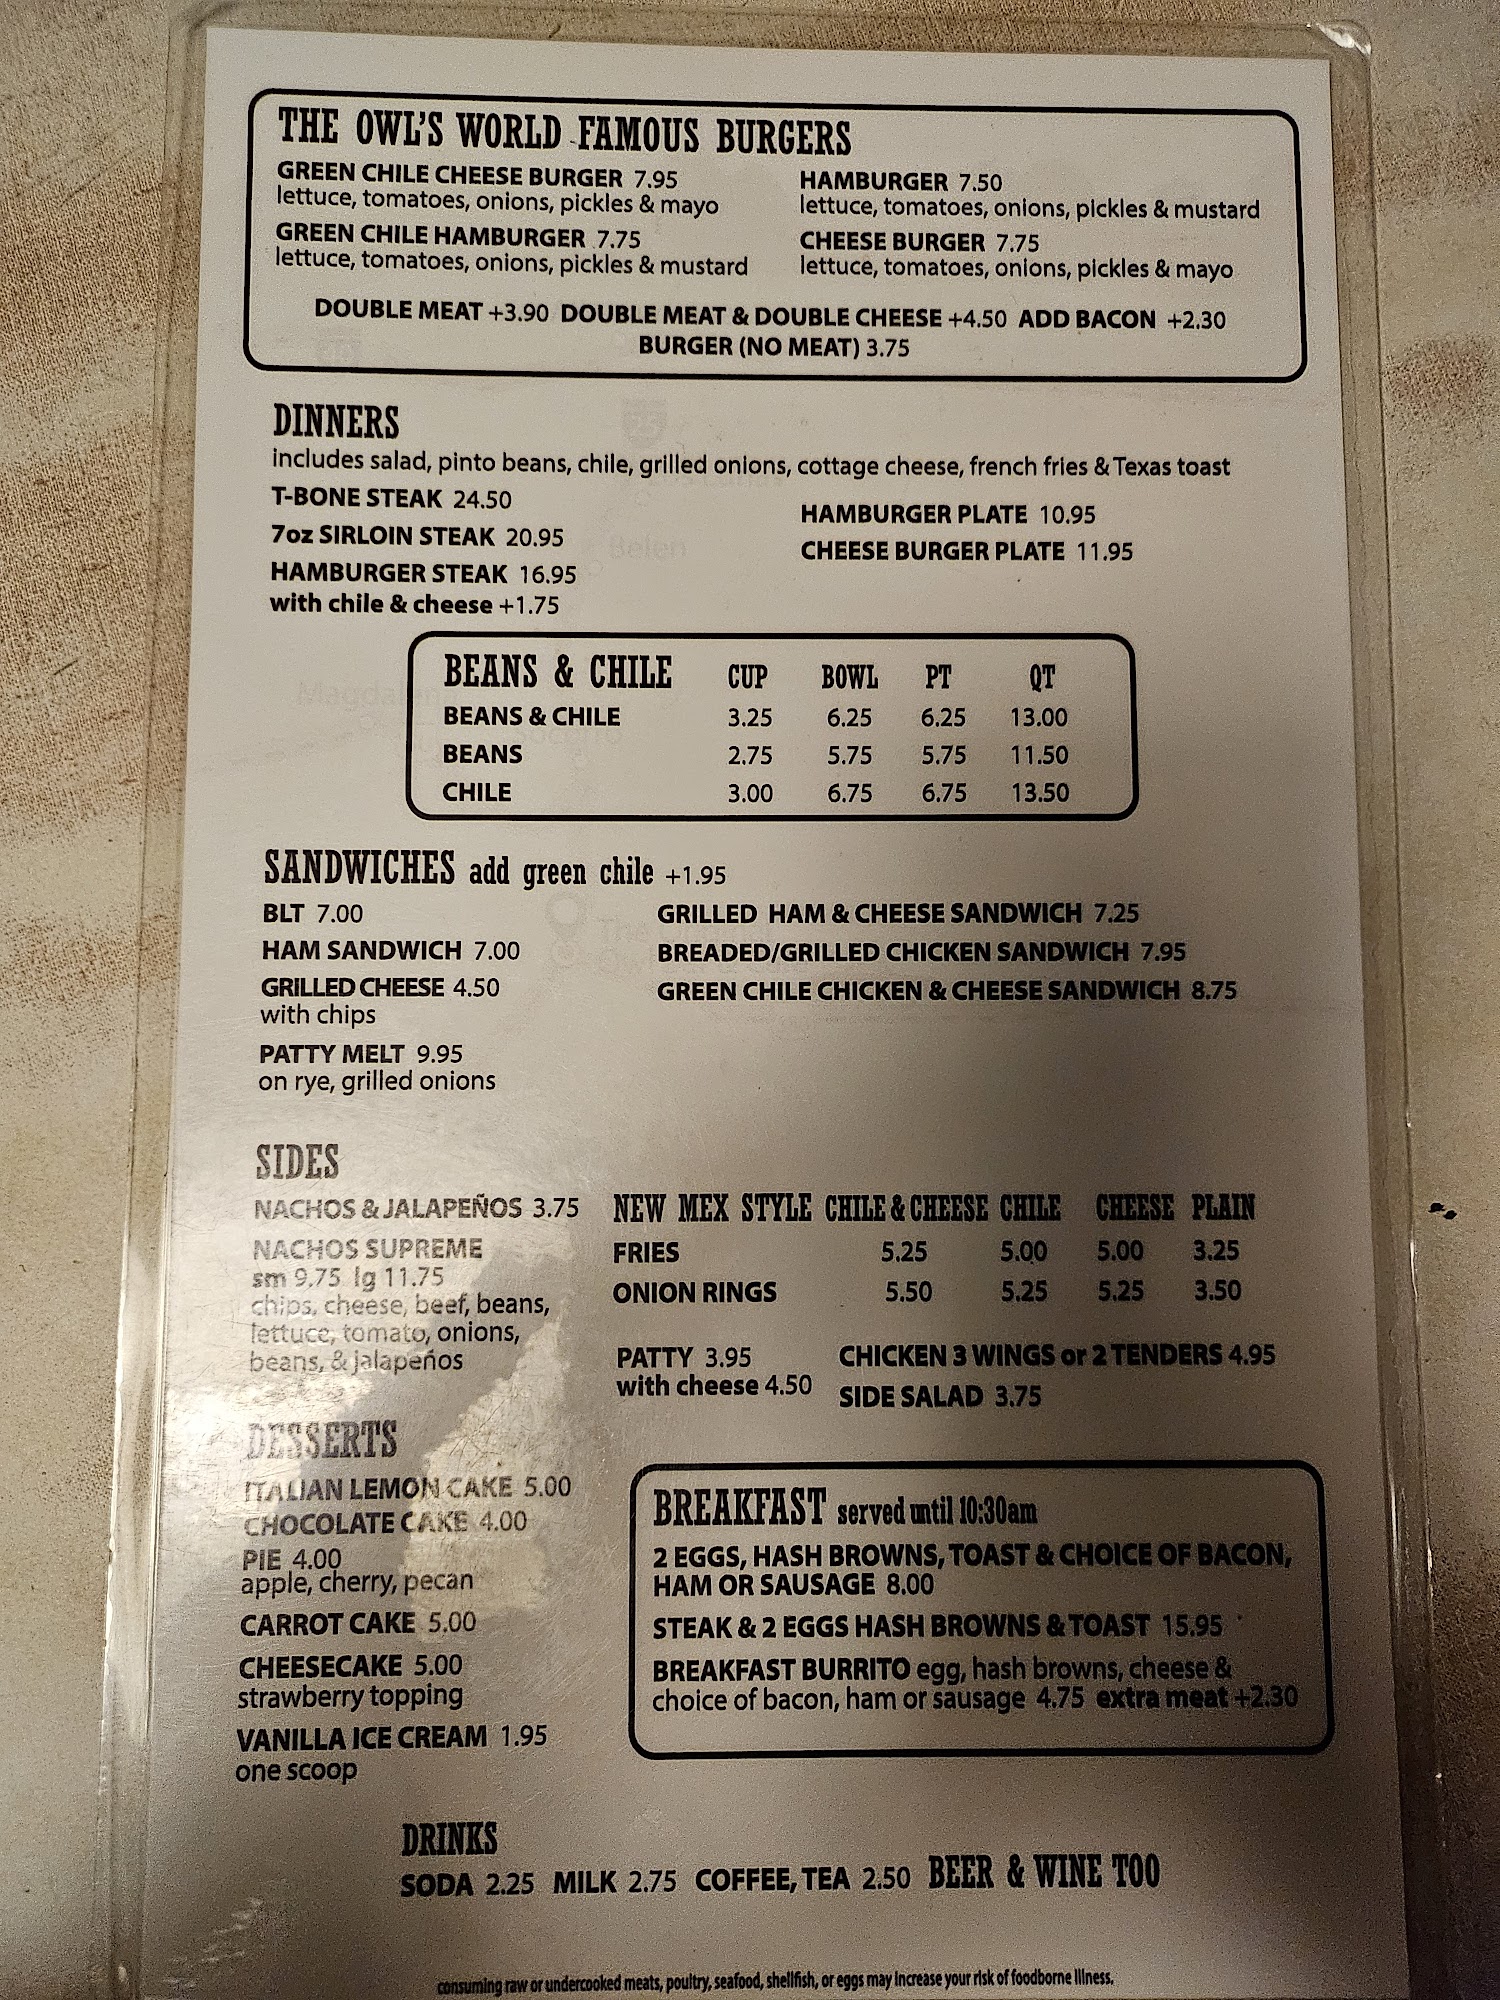 THE OWL'S WORLD FAMOUS BURGERS
GREEN CHILE CHEESE BURGER 7.95
lettuce, tomatoes, onions, pickles & mayo
GREEN CHILE HAMBURGER 7.75
lettuce, tomatoes, onions, pickles & mustard
HAMBURGER 7.50
lettuce, tomatoes, onions, pickles & mustard
CHEESE BURGER 7.75
lettuce, tomatoes, onions, pickles & mayo
DOUBLE MEAT +3.90 DOUBLE MEAT & DOUBLE CHEESE +4.50 ADD BACON +2.30
BURGER (NO MEAT) 3.75
DINNERS
includes salad, pinto beans, chile, grilled onions, cottage cheese, french fries & Texas toast
T-BONE STEAK 24.50
7oz SIRLOIN STEAK 20.95
HAMBURGER STEAK 16.95
with chile & cheese +1.75
HAMBURGER PLATE 10.95
CHEESE BURGER PLATE 11.95
BEANS & CHILE CUP BOWL PT QT
BEANS & CHILE 3.25 6.25 6.25 13.00
BEANS 2.75 5.75 5.75 11.50
CHILE 3.00 6.75 6.75 13.50
SANDWICHES add green chile +1.95
BLT 7.00
HAM SANDWICH 7.00
GRILLED CHEESE 4.50
with chips
PATTY MELT 9.95
on rye, grilled onions
GRILLED HAM & CHEESE SANDWICH 7.25
BREADED/GRILLED CHICKEN SANDWICH 7.95
GREEN CHILE CHICKEN & CHEESE SANDWICH 8.75
SIDES
NACHOS & JALAPEÑOS 3.75
NACHOS SUPREME
sm 9.75 lg 11.75
chips, cheese, beef, beans,
lettuce, tomato, onions,
beans, & jalapeños
NEW MEX STYLE CHILE & CHEESE CHILE CHEESE PLAIN
FRIES 5.25 5.00 5.00 3.25
ONION RINGS 5.50 5.25 5.25 3.50
PATTY 3.95
with cheese 4.50
CHICKEN 3 WINGS or 2 TENDERS 4.95
SIDE SALAD 3.75
DESSERTS
ITALIAN LEMON CAKE 5.00
CHOCOLATE CAKE 4.00
PIE 4.00
apple, cherry, pecan
CARROT CAKE 5.00
CHEESECAKE 5.00
strawberry topping
VANILLA ICE CREAM 1.95
one scoop
BREAKFAST served until 10:30am
2 EGGS, HASH BROWNS, TOAST & CHOICE OF BACON,
HAM OR SAUSAGE 8.00
STEAK & 2 EGGS HASH BROWNS & TOAST 15.95
BREAKFAST BURRITO egg, hash browns, cheese &
choice of bacon, ham or sausage 4.75 extra meat +2.30
DRINKS
SODA 2.25 MILK 2.75 COFFEE, TEA 2.50 BEER & WINE TOO
consuming raw or undercooked meats, poultry, seafood, shellfish, or eggs may increase your risk of foodborne illness.